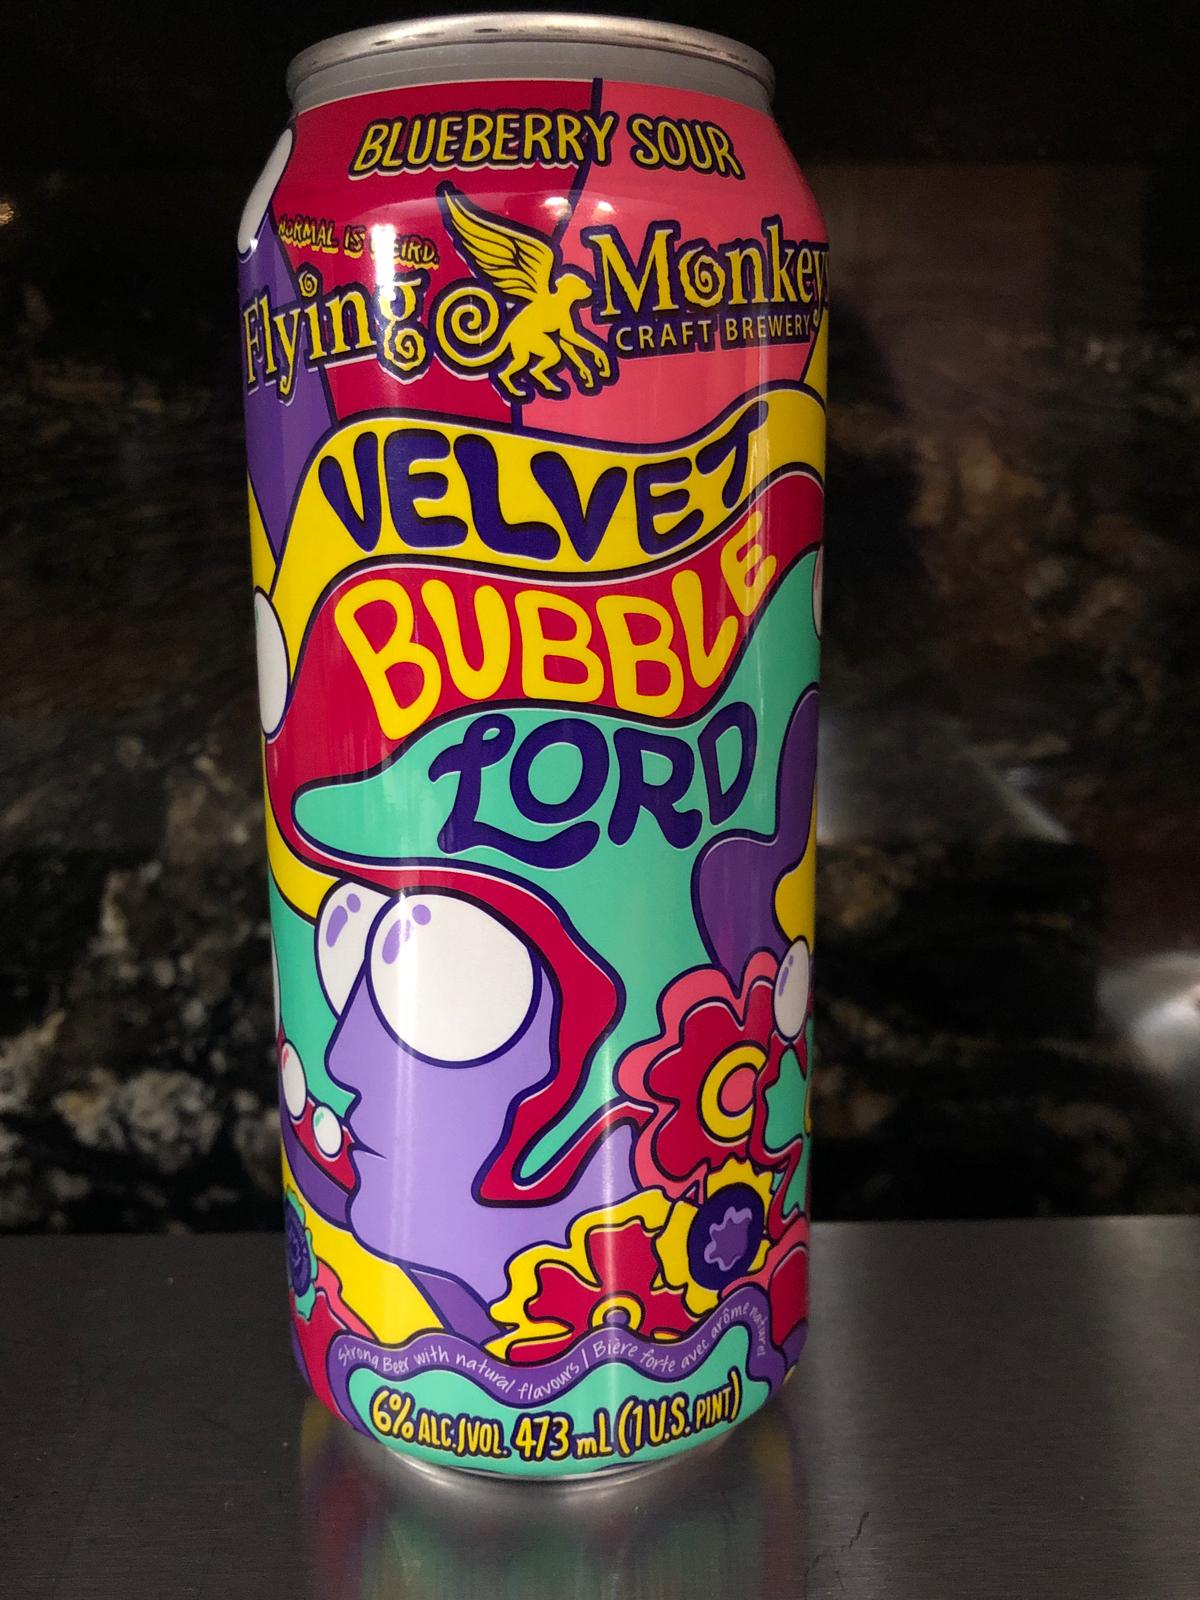 BLUEBERRY SOUR
NORMAL IS WEIRD.
Flying Monkeys
CRAFT BREWERY
VELVET
BUBBLE
LORD
Strong Beer with natural flavours | Bière forte avec arôme naturel
6% ALC./VOL. 473 mL (1 U.S. PINT)